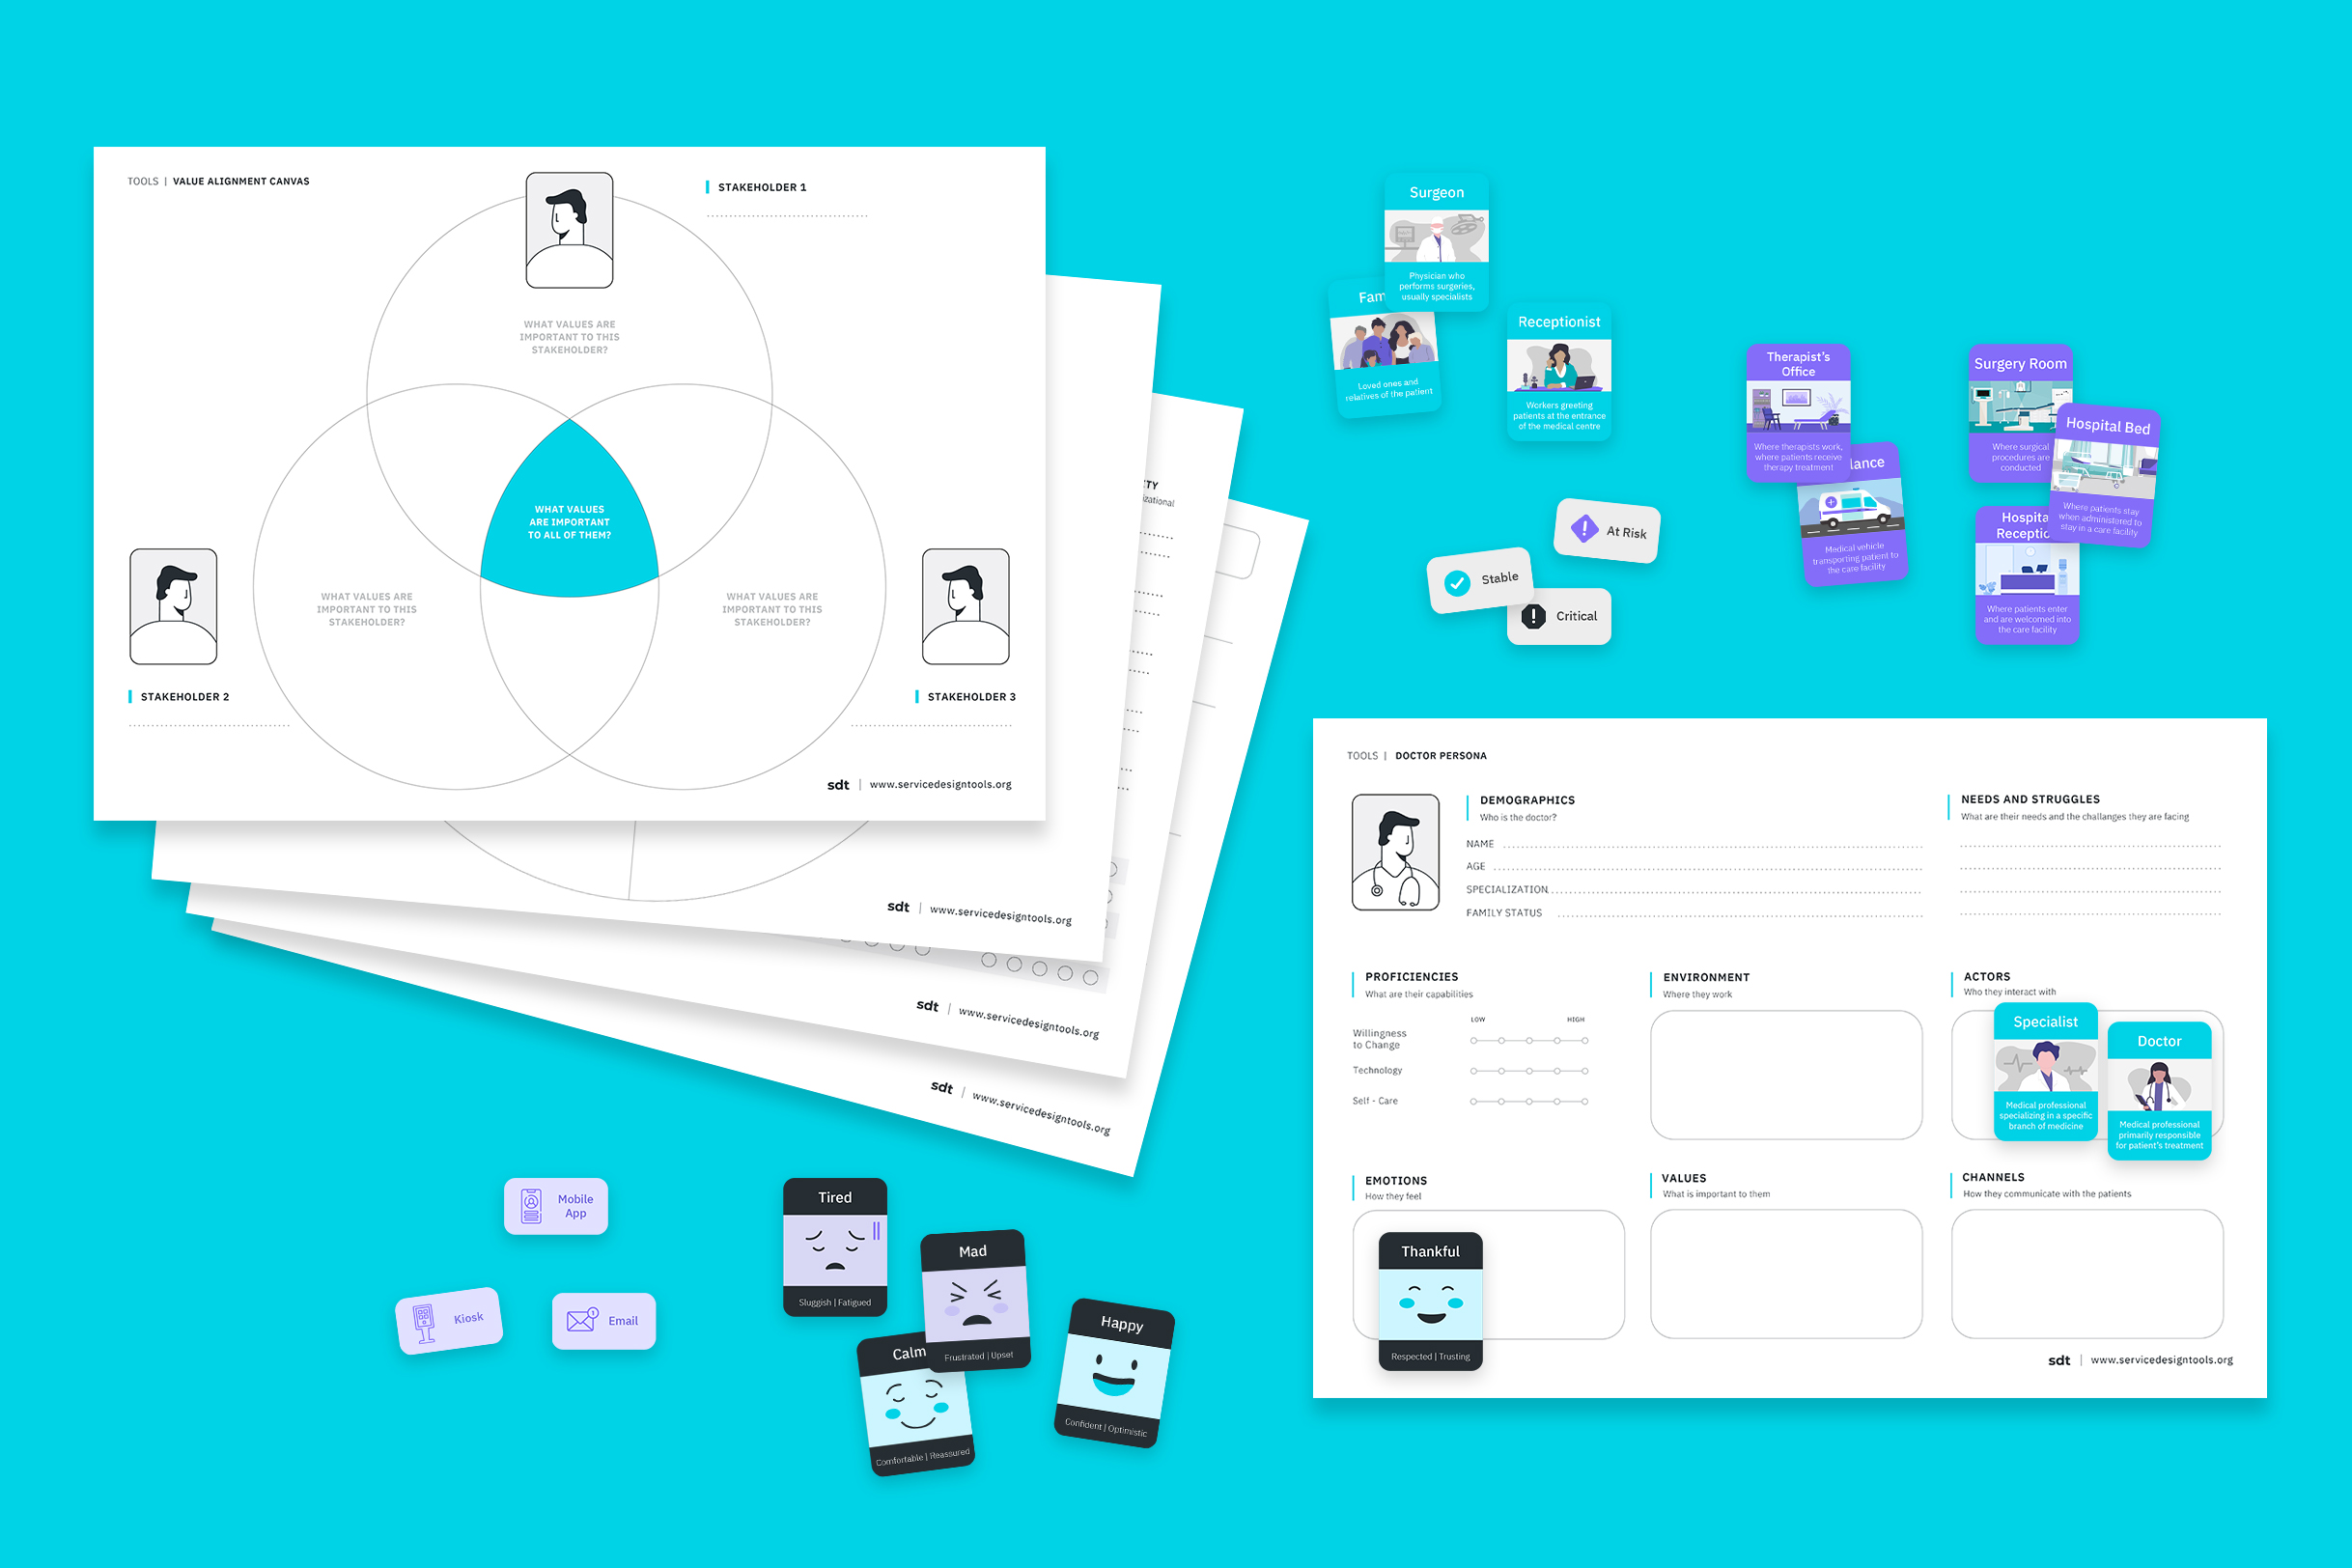 TOOLS | VALUE ALIGNMENT CANVAS
STAKEHOLDER 1
WHAT VALUES ARE
IMPORTANT TO THIS
STAKEHOLDER?
WHAT VALUES
ARE IMPORTANT
TO ALL OF THEM?
WHAT VALUES ARE
IMPORTANT TO THIS
STAKEHOLDER?
WHAT VALUES ARE
IMPORTANT TO THIS
STAKEHOLDER?
STAKEHOLDER 2
STAKEHOLDER 3
sdt | www.servicedesigntools.org
sdt | www.servicedesigntools.org
sdt | www.servicedesigntools.org
sdt | www.servicedesigntools.org
Surgeon
Physician who
performs surgeries,
usually specialists
Loved ones and
relatives of the patient
Receptionist
Workers greeting
patients at the entrance
of the medical centre
Therapist's
Office
Where therapists work,
where patients receive
therapy treatment
Medical vehicle
transporting patient to
the care facility
Surgery Room
Where surgical
procedures are
conducted
Hospital Bed
Where patients stay
when administered to
stay in a care facility
Where patients enter
and are welcomed into
the care facility
At Risk
Stable
Critical
TOOLS | DOCTOR PERSONA
DEMOGRAPHICS
Who is the doctor?
NAME
AGE
SPECIALIZATION
FAMILY STATUS
NEEDS AND STRUGGLES
What are their needs and the challanges they are facing
PROFICIENCIES
What are their capabilities
LOW HIGH
Willingness
to Change
Technology
Self - Care
ENVIRONMENT
Where they work
ACTORS
Who they interact with
Specialist
Medical professional
specializing in a specific
branch of medicine
Doctor
Medical professional
primarily responsible
for patient's treatment
EMOTIONS
How they feel
Thankful
Respected | Trusting
VALUES
What is important to them
CHANNELS
How they communicate with the patients
sdt | www.servicedesigntools.org
Mobile
App
Kiosk
Email
Tired
Sluggish | Fatigued
Mad
Frustrated | Upset
Calm
Comfortable | Reassured
Happy
Confident | Optimistic